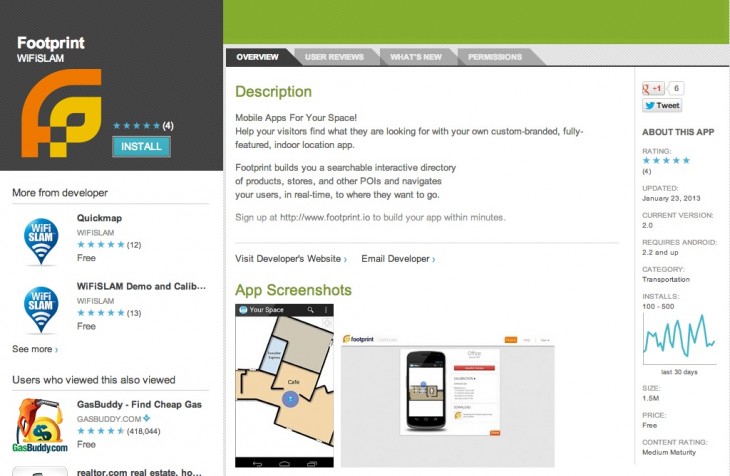 Footprint
WIFISLAM
(4)
INSTALL
More from developer
WiFi
SLAM
Quickmap
WIFISLAM
(12)
Free
WiFi
SLAM
WiFiSLAM Demo and Calib...
WIFISLAM
(13)
Free
See more ›
Users who viewed this also viewed
GasBuddy.com
GasBuddy - Find Cheap Gas
GASBUDDY.COM
(418,044)
Free
realtor.com real estate, ho...
OVERVIEW
USER REVIEWS
WHAT'S NEW
PERMISSIONS
Description
Mobile Apps For Your Space!
Help your visitors find what they are looking for with your own custom-branded, fully-
featured, indoor location app.
Footprint builds you a searchable interactive directory
of products, stores, and other POIs and navigates
your users, in real-time, to where they want to go.
Sign up at http://www.footprint.io to build your app within minutes.
Visit Developer's Website ›
Email Developer ›
App Screenshots
Your Space
Cafe
footprint
Office
g +1
6
Tweet
ABOUT THIS APP
RATING:
(4)
UPDATED:
January 23, 2013
CURRENT VERSION:
2.0
REQUIRES ANDROID:
2.2 and up
CATEGORY:
Transportation
INSTALLS:
100 - 500
last 30 days
SIZE:
1.5M
PRICE:
Free
CONTENT RATING:
Medium Maturity